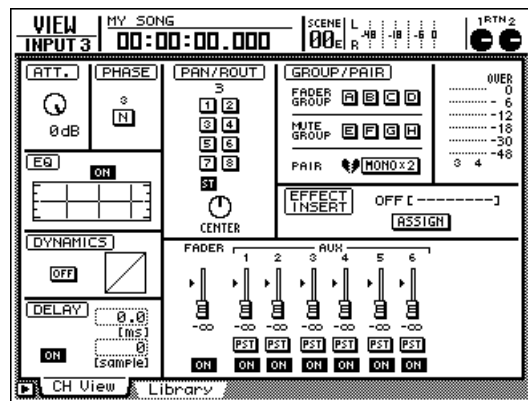 VIEW
INPUT 3
MY SONG
00:00:00.000
SCENE
00E
L
R
-48 -18 -6 0
1 RTN 2
ATT.
0dB
PHASE
3
N
PAN/ROUT
3
1 2
3 4
5 6
7 8
ST
CENTER
GROUP/PAIR
FADER GROUP A B C D
MUTE GROUP E F G H
PAIR MONOx2
OVER
0
-6
-12
-18
-30
-48
3 4
EQ
ON
EFFECT INSERT
OFF[----------]
ASSIGN
DYNAMICS
OFF
FADER
AUX
1 2 3 4 5 6
-∞ -∞ -∞ -∞ -∞ -∞ -∞
PST PST PST PST PST PST
ON ON ON ON ON ON ON
DELAY
0.0
[ms]
0
[sample]
ON
CH View
Library